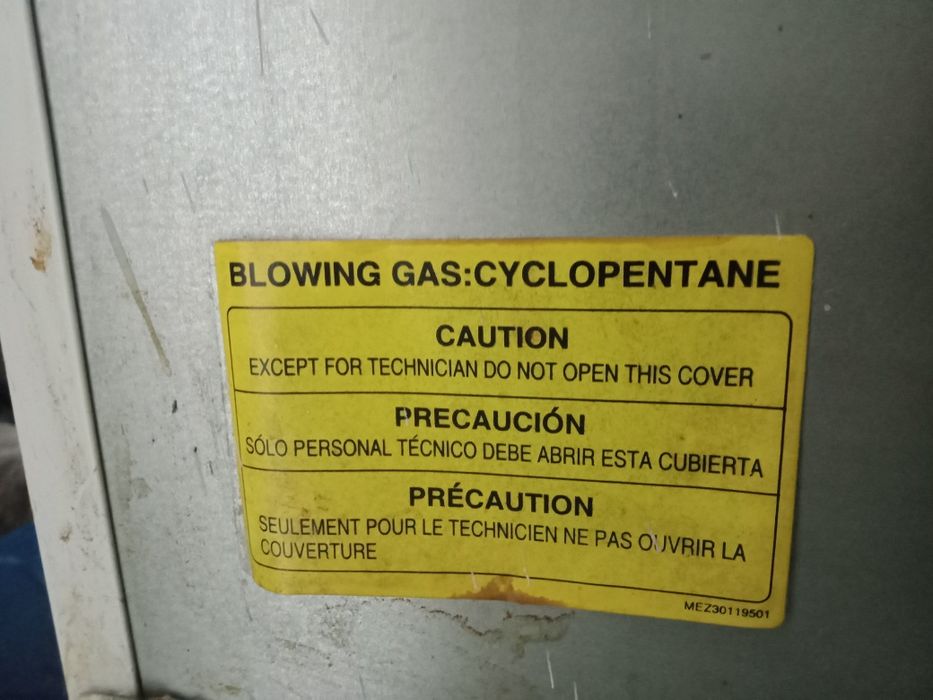 BLOWING GAS:CYCLOPENTANE
CAUTION
EXCEPT FOR TECHNICIAN DO NOT OPEN THIS COVER
PRECAUCIÓN
SÓLO PERSONAL TÉCNICO DEBE ABRIR ESTA CUBIERTA
PRÉCAUTION
SEULEMENT POUR LE TECHNICIEN NE PAS OUVRIR LA
COUVERTURE
MEZ30119501